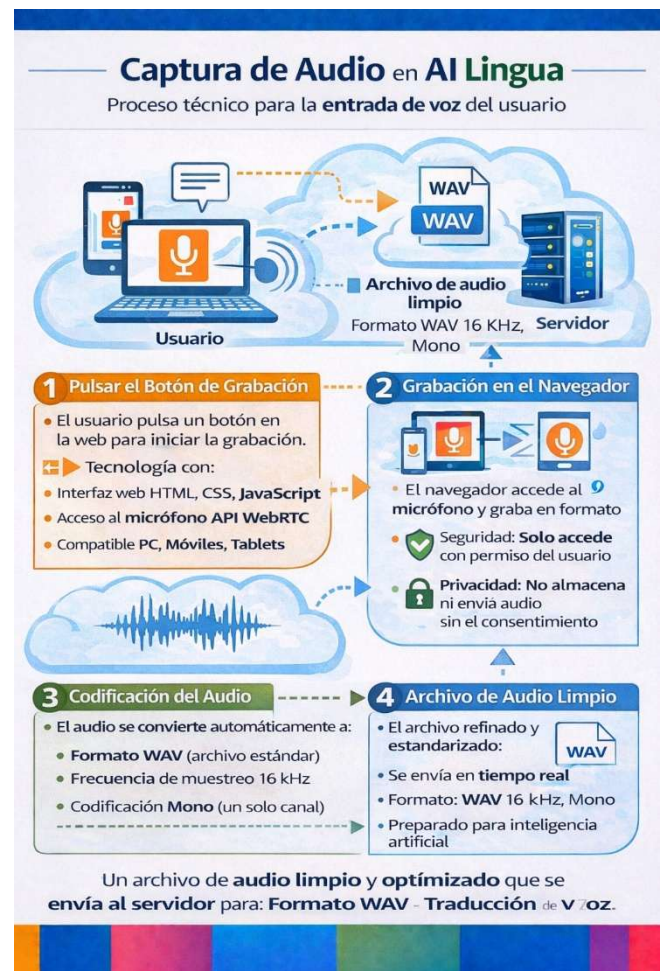 Captura de Audio en AI Lingua
Proceso técnico para la entrada de voz del usuario
WAV
WAV
Archivo de audio
limpio
Formato WAV 16 KHz,
Mono
Usuario
Servidor
1 Pulsar el Botón de Grabación
• El usuario pulsa un botón en
la web para iniciar la grabación.
Tecnología con:
• Interfaz web HTML, CSS, JavaScript
• Acceso al micrófono API WebRTC
• Compatible PC, Móviles, Tablets
2 Grabación en el Navegador
• El navegador accede al
micrófono y graba en formato
• Seguridad: Solo accede
con permiso del usuario
• Privacidad: No almacena
ni envia audio
sin el consentimiento
3 Codificación del Audio
• El audio se convierte automáticamente a:
• Formato WAV (archivo estándar)
• Frecuencia de muestreo 16 kHz
• Codificación Mono (un solo canal)
4 Archivo de Audio Limpio
• El archivo refinado y
estandarizado:
WAV
• Se envía en tiempo real
• Formato: WAV 16 kHz, Mono
• Preparado para inteligencia
artificial
Un archivo de audio limpio y optímizado que se
envía al servidor para: Formato WAV - Traducción de